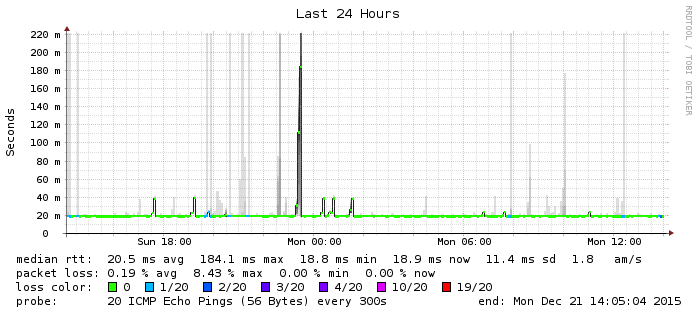 Last 24 Hours
RRDTOOL / TOBI OETIKER
Seconds
220 m
200 m
180 m
160 m
140 m
120 m
100 m
80 m
60 m
40 m
20 m
0
Sun 18:00 Mon 00:00 Mon 06:00 Mon 12:00
median rtt: 20.5 ms avg 184.1 ms max 18.8 ms min 18.9 ms now 11.4 ms sd 1.8 am/s
packet loss: 0.19 % avg 8.43 % max 0.00 % min 0.00 % now
loss color: 0 1/20 2/20 3/20 4/20 10/20 19/20
probe: 20 ICMP Echo Pings (56 Bytes) every 300s end: Mon Dec 21 14:05:04 2015